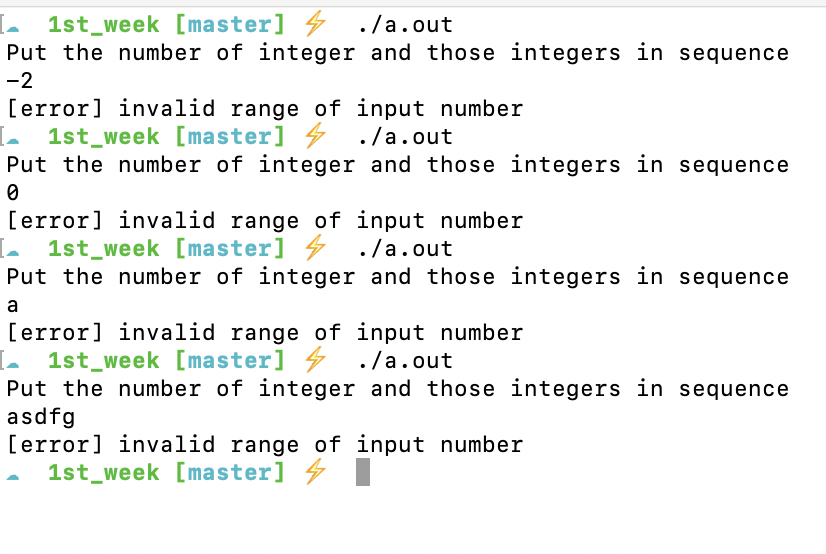 [☁ 1st_week [master] ⚡ ./a.out
Put the number of integer and those integers in sequence
-2
[error] invalid range of input number
[☁ 1st_week [master] ⚡ ./a.out
Put the number of integer and those integers in sequence
0
[error] invalid range of input number
[☁ 1st_week [master] ⚡ ./a.out
Put the number of integer and those integers in sequence
a
[error] invalid range of input number
[☁ 1st_week [master] ⚡ ./a.out
Put the number of integer and those integers in sequence
asdfg
[error] invalid range of input number
☁ 1st_week [master] ⚡